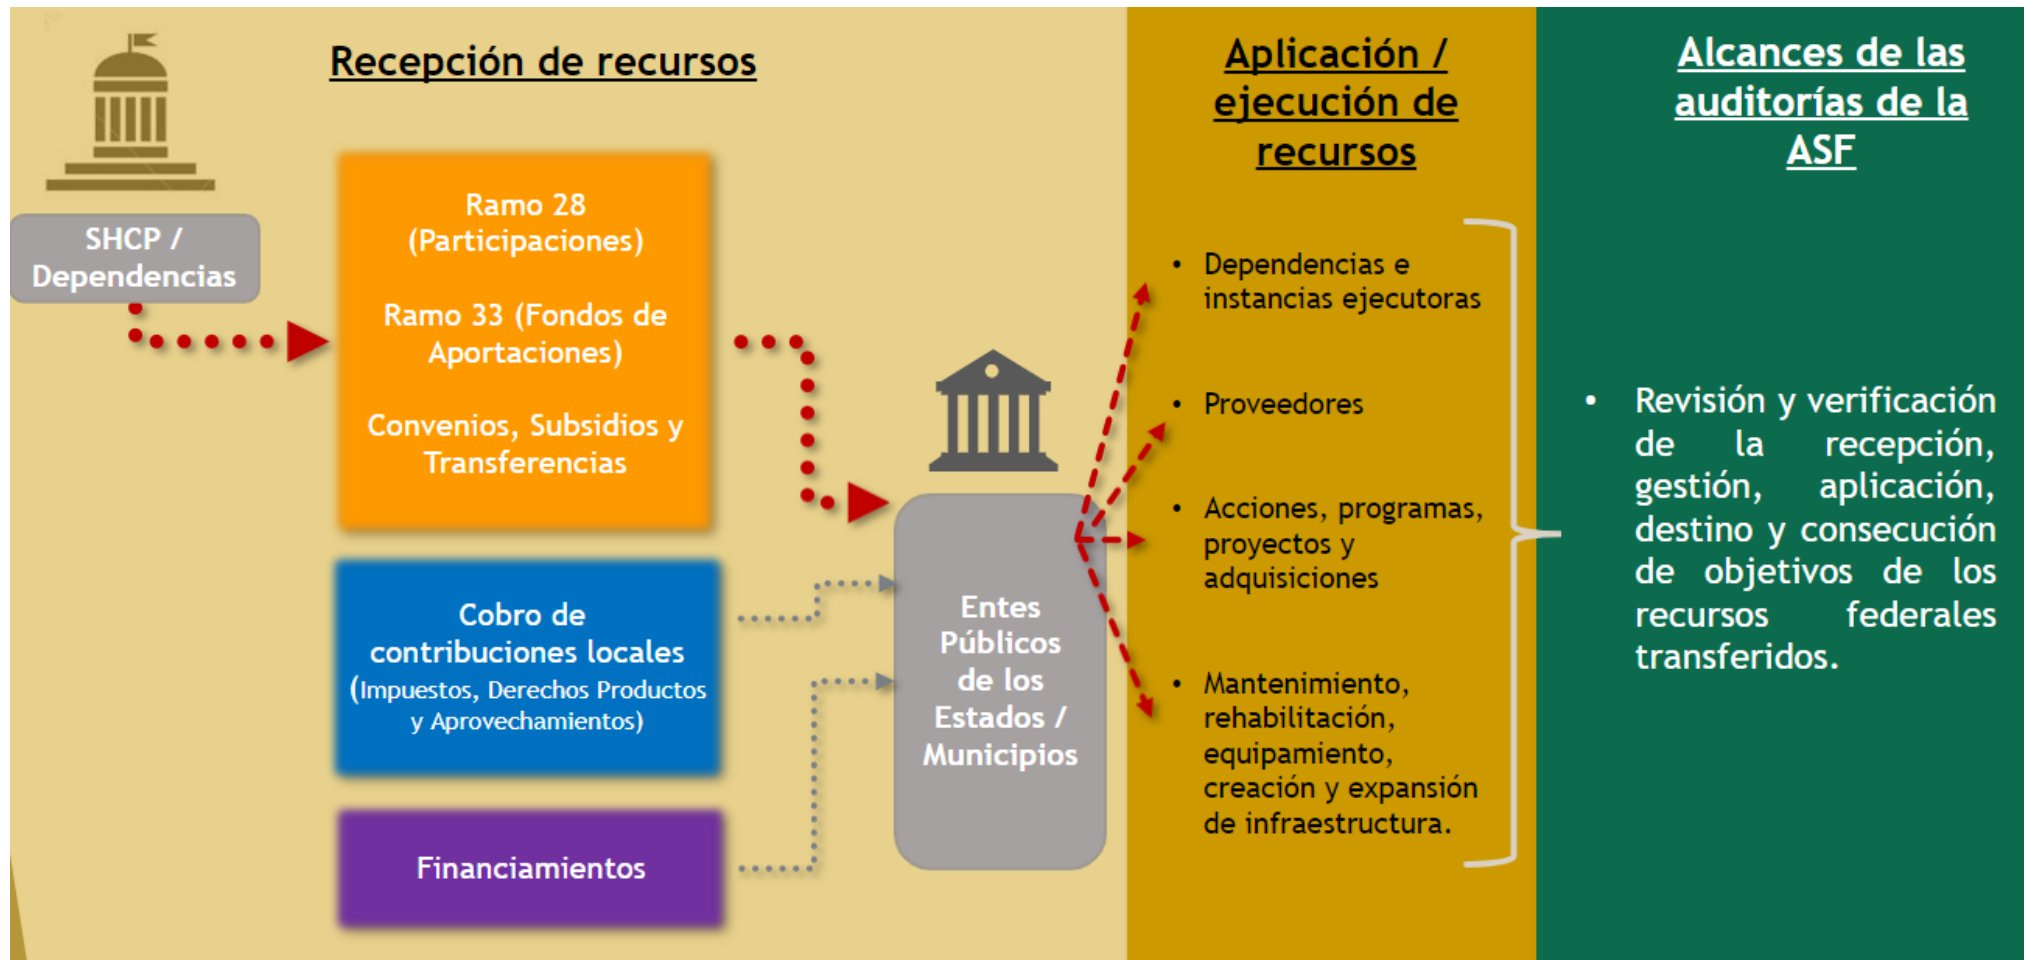 Recepción de recursos
SHCP /
Dependencias
Ramo 28
(Participaciones)
Ramo 33 (Fondos de
Aportaciones)
Convenios, Subsidios y
Transferencias
Cobro de
contribuciones locales
(Impuestos, Derechos Productos
y Aprovechamientos)
Financiamientos
Entes
Públicos
de los
Estados /
Municipios
Aplicación /
ejecución de
recursos
• Dependencias e
instancias ejecutoras
• Proveedores
• Acciones, programas,
proyectos y
adquisiciones
• Mantenimiento,
rehabilitación,
equipamiento,
creación y expansión
de infraestructura.
Alcances de las
auditorías de la
ASF
• Revisión y verificación
de la recepción,
gestión, aplicación,
destino y consecución
de objetivos de los
recursos federales
transferidos.